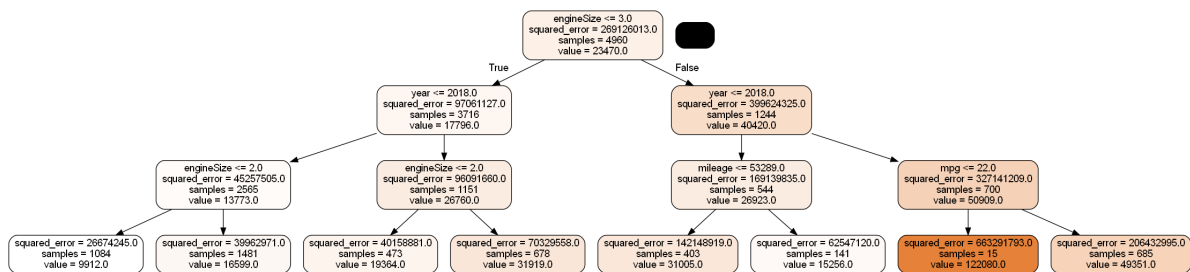 engineSize <= 3.0
squared_error = 269126013.0
samples = 4960
value = 23470.0
True
False
year <= 2018.0
squared_error = 97061127.0
samples = 3716
value = 17796.0
year <= 2018.0
squared_error = 399624325.0
samples = 1244
value = 40420.0
engineSize <= 2.0
squared_error = 45257505.0
samples = 2565
value = 13773.0
engineSize <= 2.0
squared_error = 96091660.0
samples = 1151
value = 26760.0
mileage <= 53289.0
squared_error = 169139835.0
samples = 544
value = 26923.0
mpg <= 22.0
squared_error = 327141209.0
samples = 700
value = 50909.0
squared_error = 26674245.0
samples = 1084
value = 9912.0
squared_error = 39962971.0
samples = 1481
value = 16599.0
squared_error = 40158881.0
samples = 473
value = 19364.0
squared_error = 70329558.0
samples = 678
value = 31919.0
squared_error = 142148919.0
samples = 403
value = 31005.0
squared_error = 62547120.0
samples = 141
value = 15256.0
squared_error = 663291793.0
samples = 15
value = 122080.0
squared_error = 206432995.0
samples = 685
value = 49351.0